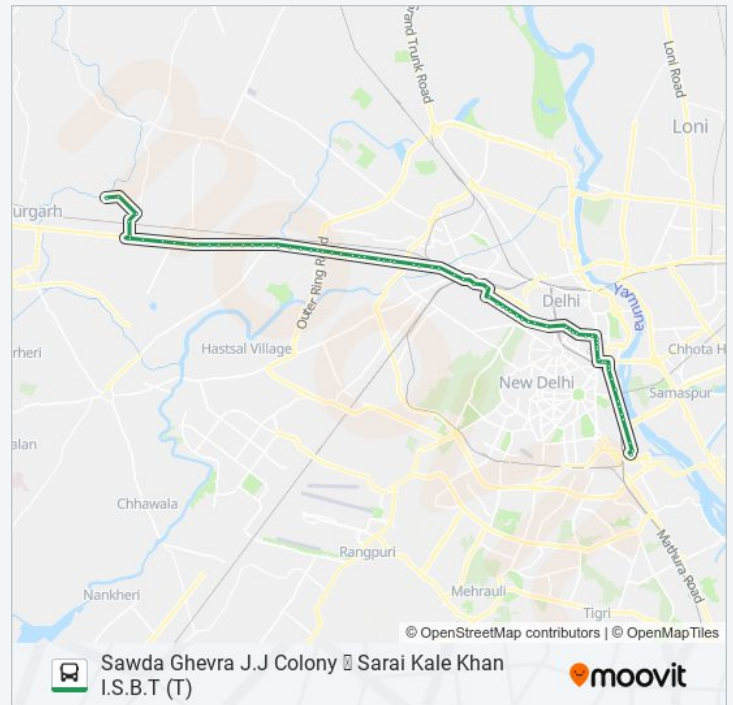 Grand Trunk Road
Loni Road
Loni
urgarh
Outer Ring Road
Delhi
Yamuna
Hastsal Village
Chhota H
rheri
New Delhi
Samaspur
alan
Chhawala
Rangpuri
Mathura Road
Nankheri
Mehrauli
Tigri
© OpenStreetMap contributors | © OpenMapTiles
Sawda Ghevra J.J Colony Sarai Kale Khan
I.S.B.T (T)
moovit